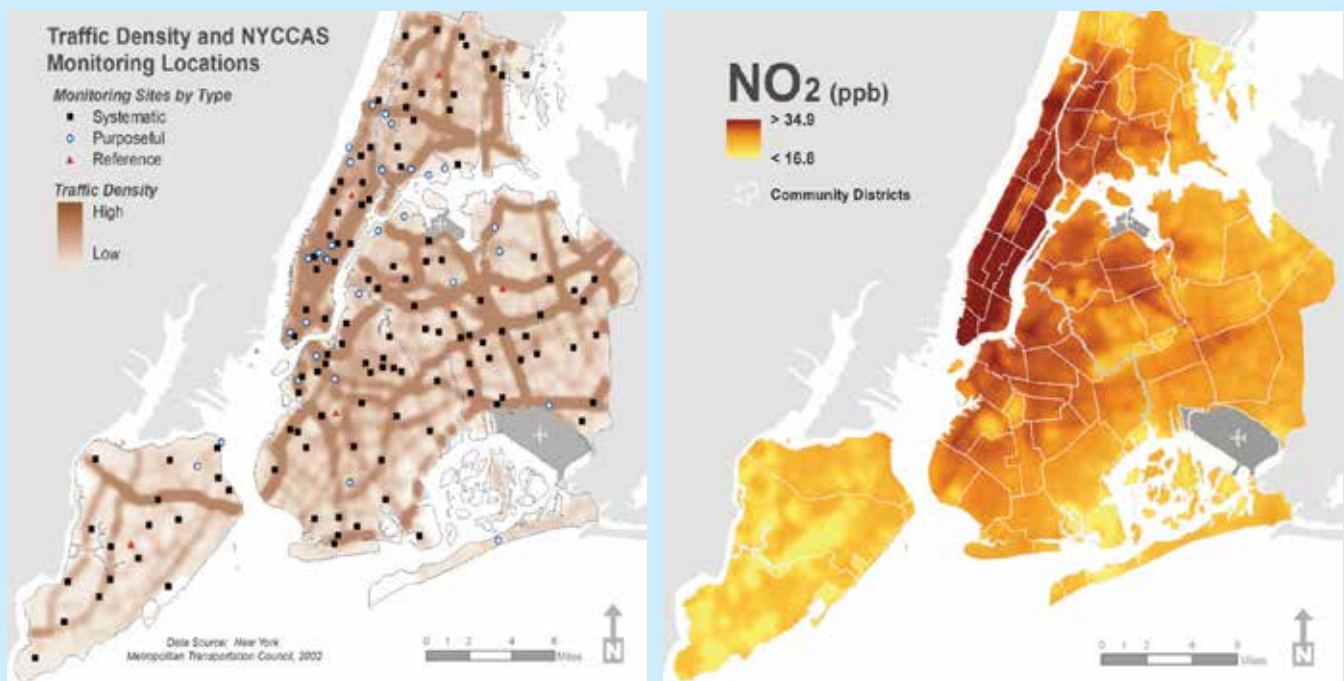 Traffic Density and NYCCAS
Monitoring Locations
Monitoring Sites by Type
Systematic
Purposeful
Reference
Traffic Density
High
Low
Data Source: New York
Metropolitan Transportation Council, 2002
0 1 2 4 6
Miles
N
NO2 (ppb)
> 34.9
< 16.8
Community Districts
0 1 2 4 6
Miles
N